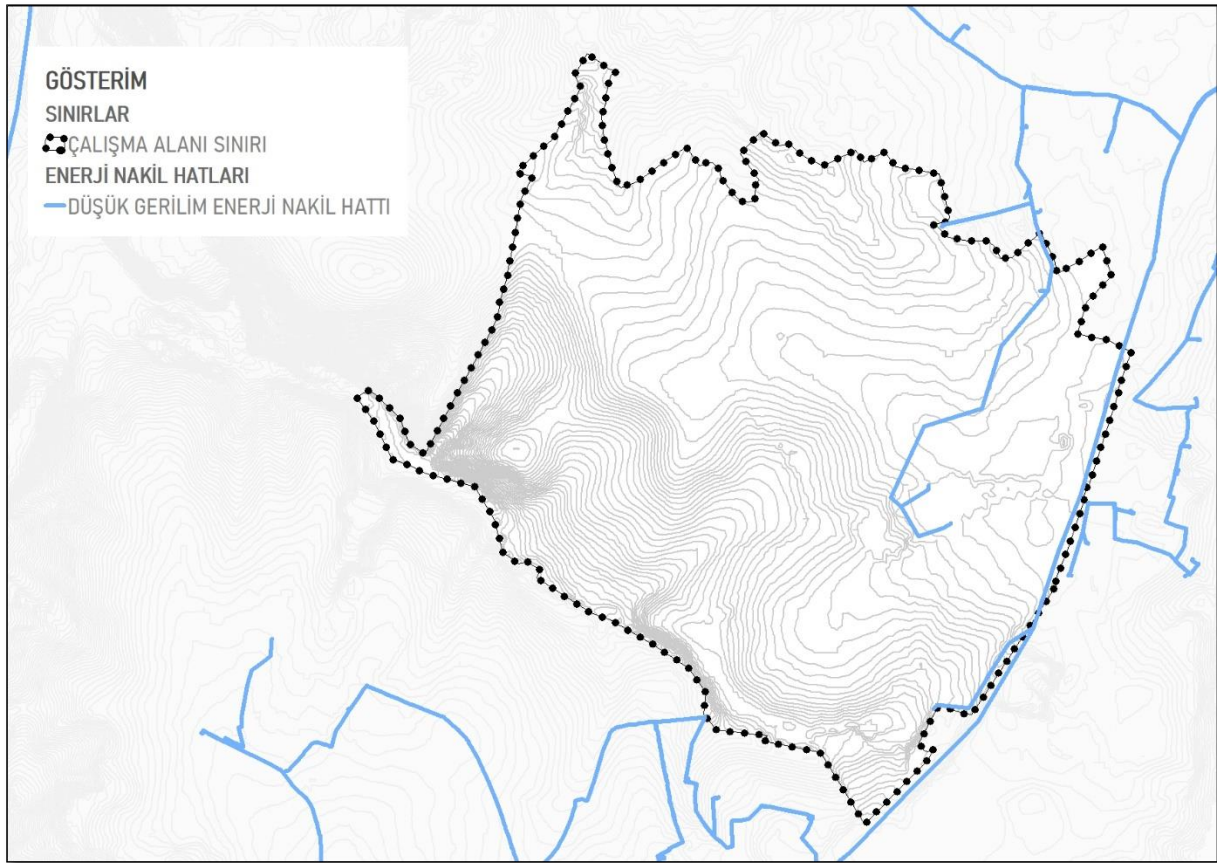 GÖSTERİM
SINIRLAR
ÇALIŞMA ALANI SINIRI
ENERJİ NAKİL HATLARI
DÜŞÜK GERİLİM ENERJİ NAKİL HATTI